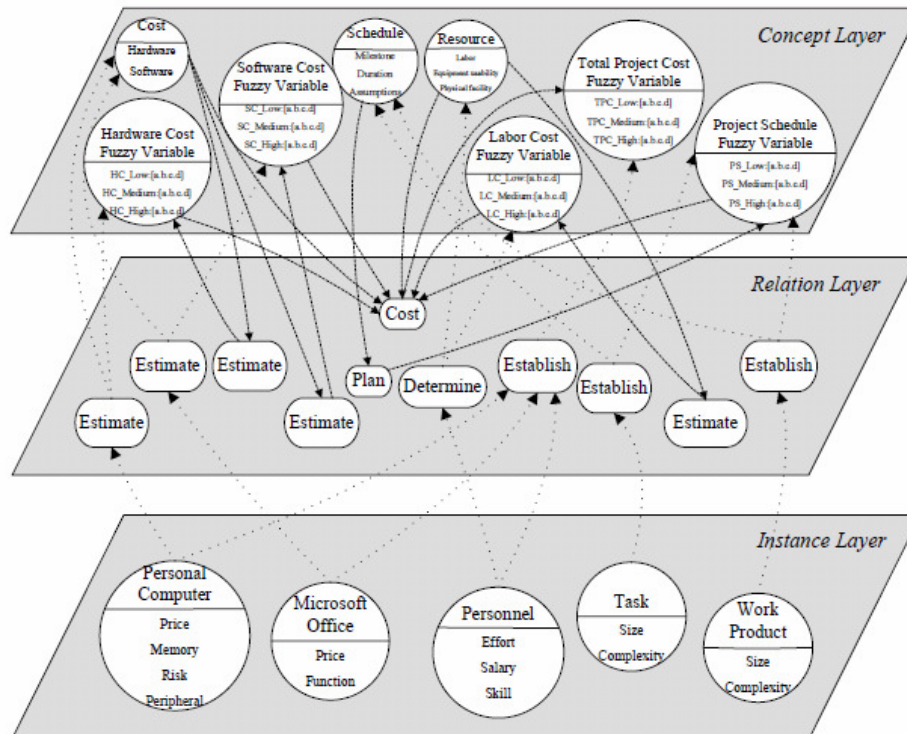 Concept Layer
Cost
Hardware
Software
Software Cost
Fuzzy Variable
SC_Low:[a.b.c.d]
SC_Medium:[a.b.c.d]
SC_High:[a.b.c.d]
Schedule
Milestone
Duration
Assumptions
Resource
Labor
Equipment usability
Physical facility
Total Project Cost
Fuzzy Variable
TPC_Low:[a.b.c.d]
TPC_Medium:[a.b.c.d]
TPC_High:[a.b.c.d]
Hardware Cost
Fuzzy Variable
HC_Low:[a.b.c.d]
HC_Medium:[a.b.c.d]
HC_High:[a.b.c.d]
Labor Cost
Fuzzy Variable
LC_Low:[a.b.c.d]
LC_Medium:[a.b.c.d]
LC_High:[a.b.c.d]
Project Schedule
Fuzzy Variable
PS_Low:[a.b.c.d]
PS_Medium:[a.b.c.d]
PS_High:[a.b.c.d]
Relation Layer
Cost
Estimate
Estimate
Plan
Determine
Establish
Establish
Establish
Estimate
Estimate
Estimate
Instance Layer
Personal
Computer
Price
Memory
Risk
Peripheral
Microsoft
Office
Price
Function
Personnel
Effort
Salary
Skill
Task
Size
Complexity
Work
Product
Size
Complexity